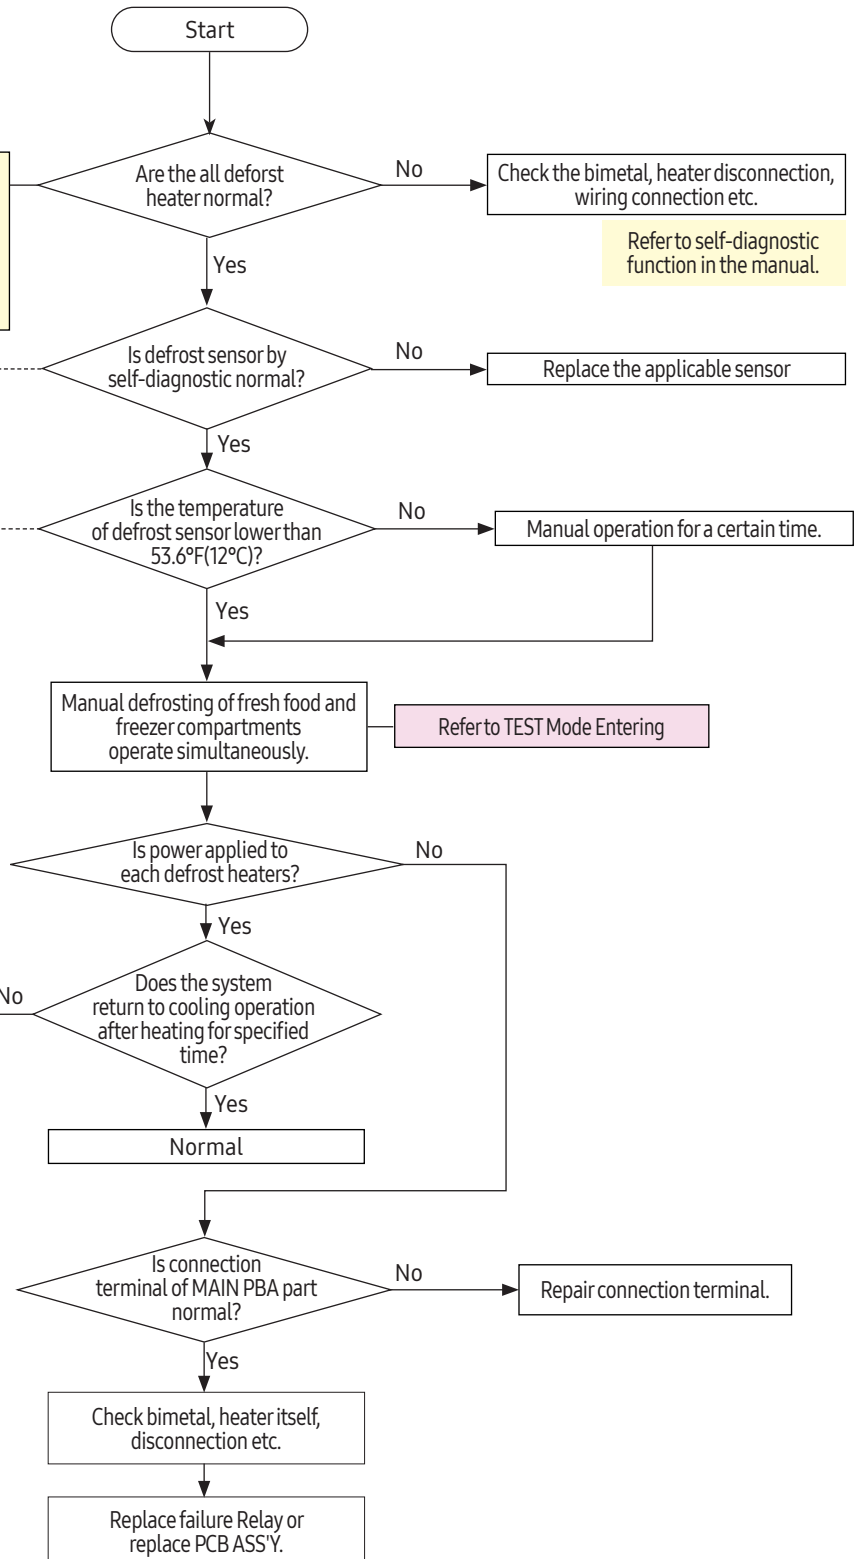 Start
Are the all deforst
heater normal?
No
Check the bimetal, heater disconnection,
wiring connection etc.
Refer to self-diagnostic
function in the manual.
Yes
Is defrost sensor by
self-diagnostic normal?
No
Replace the applicable sensor
Yes
Is the temperature
of defrost sensor lower than
53.6°F(12°C)?
No
Manual operation for a certain time.
Yes
Manual defrosting of fresh food and
freezer compartments
operate simultaneously.
Refer to TEST Mode Entering
Is power applied to
each defrost heaters?
No
Yes
Does the system
return to cooling operation
after heating for specified
time?
No
Yes
Normal
Is connection
terminal of MAIN PBA part
normal?
No
Repair connection terminal.
Yes
Check bimetal, heater itself,
disconnection etc.
Replace failure Relay or
replace PCB ASS'Y.